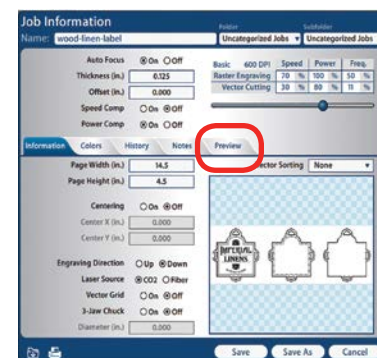 Job Information
Name: wood-linen-label
Folder Subfolder
Uncategorized Jobs Uncategorized Jobs
Auto Focus On Off
Thickness (in.) 0.125
Offset (in.) 0.000
Speed Comp On Off
Power Comp On Off
Basic 600 DPI Speed Power Freq.
Raster Engraving 70 % 100 % 50 %
Vector Cutting 30 % 80 % 11 %
Information Colors History Notes Preview
Page Width (in.) 14.5
Page Height (in.) 4.5
Centering On Off
Center X (in.) 0.000
Center Y (in.) 0.000
Engraving Direction Up Down
Laser Source CO2 Fiber
Vector Grid On Off
3-Jaw Chuck On Off
Diameter (in.) 0.000
Vector Sorting None
IMPERIAL
LINENS
Save Save As Cancel